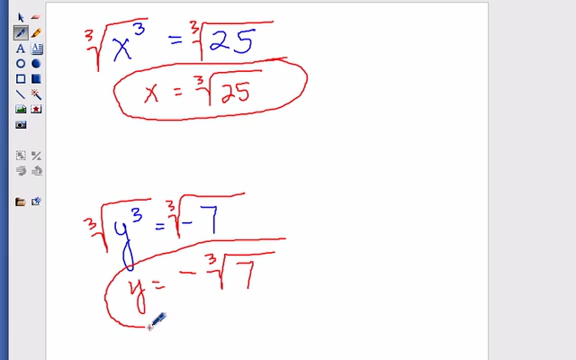 ∛x³ = ∛25
x = ∛25
∛y³ = ∛-7
y = -∛7